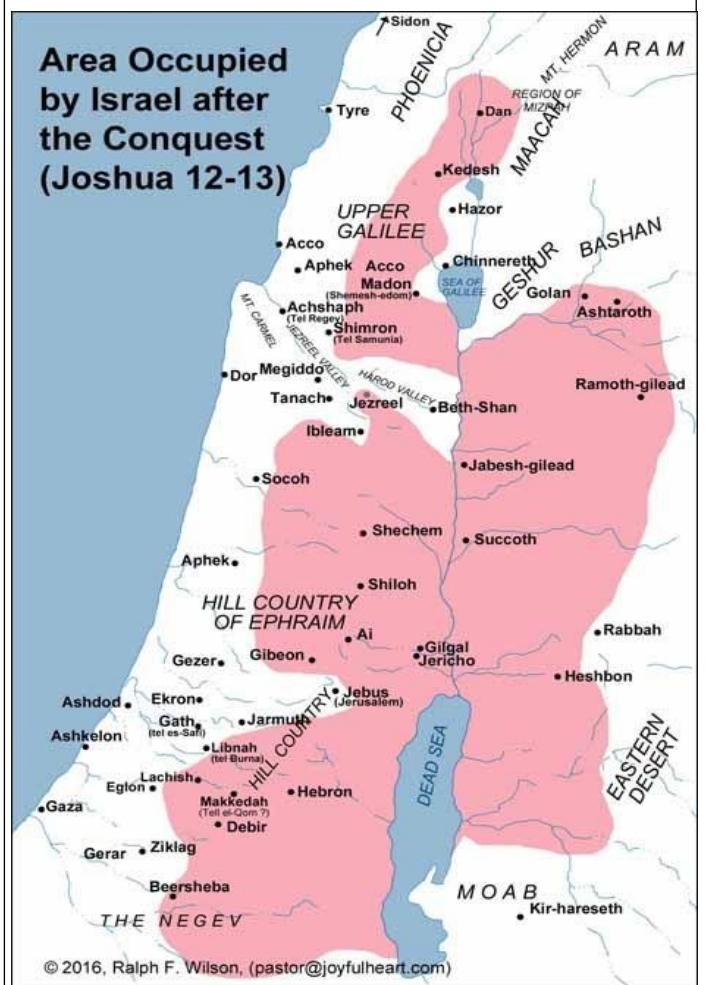 Area Occupied
by Israel after
the Conquest
(Joshua 12-13)
Sidon
PHOENICIA
MT. HERMON
ARAM
REGION OF
MIZPAH
MAACAH
Tyre
Dan
Kedesh
Hazor
UPPER
GALILEE
Acco
Aphek
Acco
Madon
(Shemesh-edom)
Chinnereth
SEA OF
GALILEE
GESHUR
BASHAN
Golan
Ashtaroth
MT. CARMEL
Achshaph
(Tel Regev)
JEZREEL VALLEY
Shimron
(Tel Samunia)
Dor
Megiddo
HAROD VALLEY
Ramoth-gilead
Tanach
Jezreel
Beth-Shan
Ibleam
Jabesh-gilead
Socoh
Shechem
Succoth
Aphek
Shiloh
HILL COUNTRY
OF EPHRAIM
Ai
Gilgal
Jericho
Rabbah
Gezer
Gibeon
Heshbon
Jebus
(Jerusalem)
Ashdod
Ekron
Gath
(tel es-Safi)
Jarmuth
HILL COUNTRY
Ashkelon
Libnah
(tel Burna)
DEAD SEA
EASTERN
DESERT
Lachish
Eglon
Makkedah
(Tell el-Qom ?)
Hebron
Gaza
Debir
Gerar
Ziklag
Beersheba
MOAB
THE NEGEV
Kir-hareseth
© 2016, Ralph F. Wilson, (pastor@joyfulheart.com)